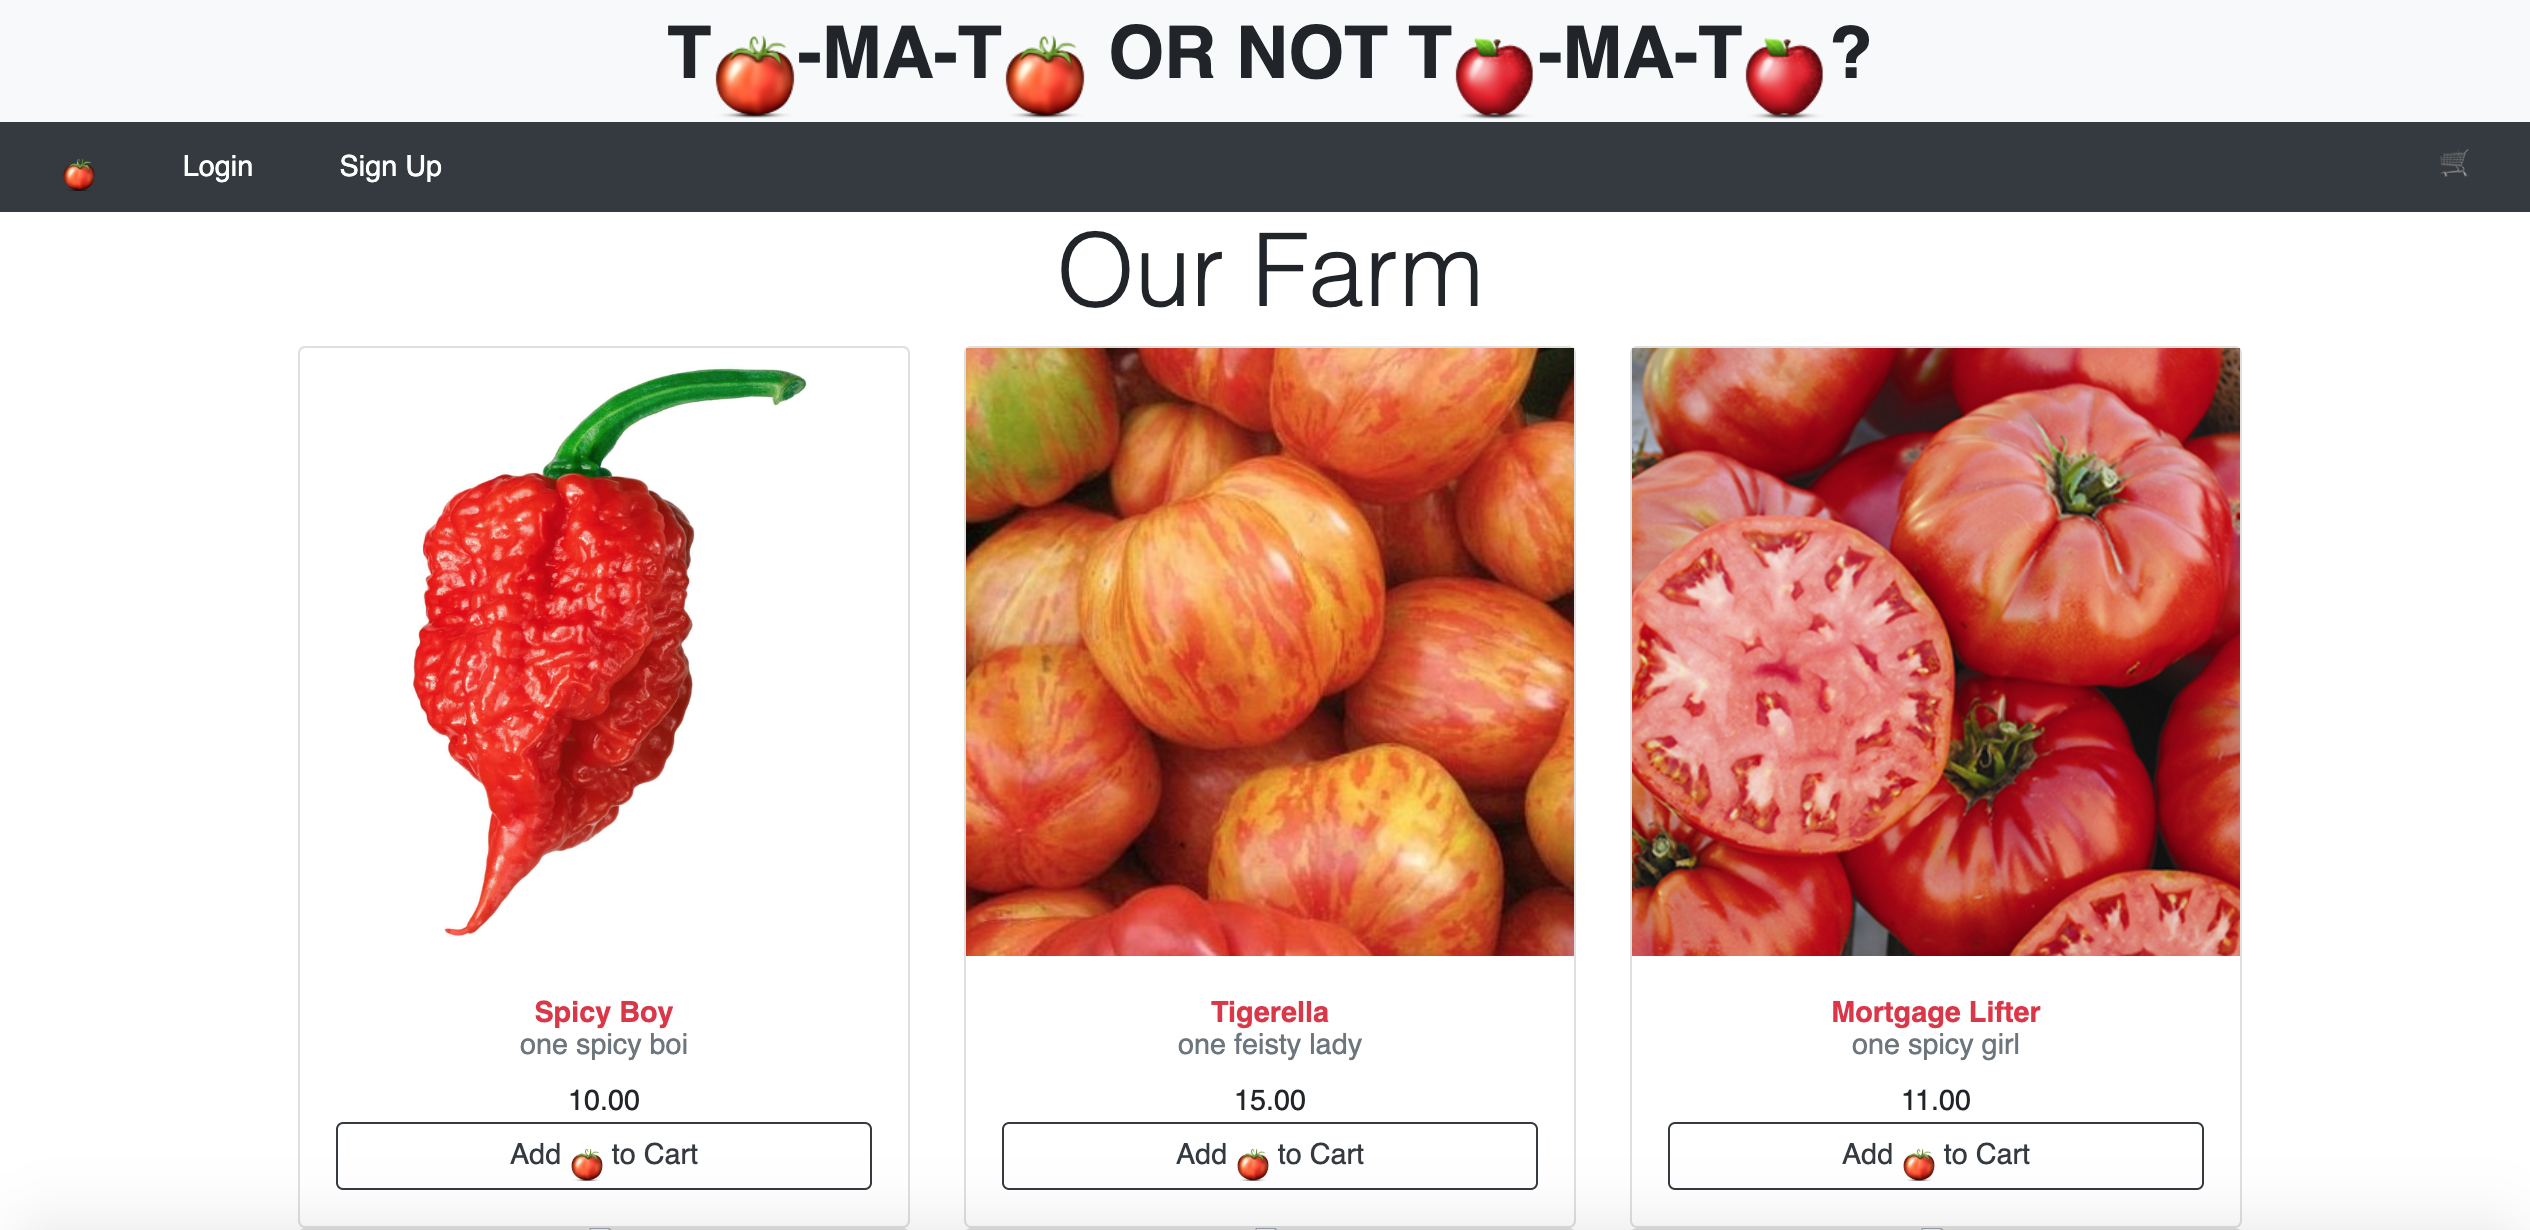 T🍅-MA-T🍅 OR NOT T🍎-MA-T🍎?
🍅 Login Sign Up 🛒
Our Farm
Spicy Boy
one spicy boi
10.00
Add 🍅 to Cart
Tigerella
one feisty lady
15.00
Add 🍅 to Cart
Mortgage Lifter
one spicy girl
11.00
Add 🍅 to Cart